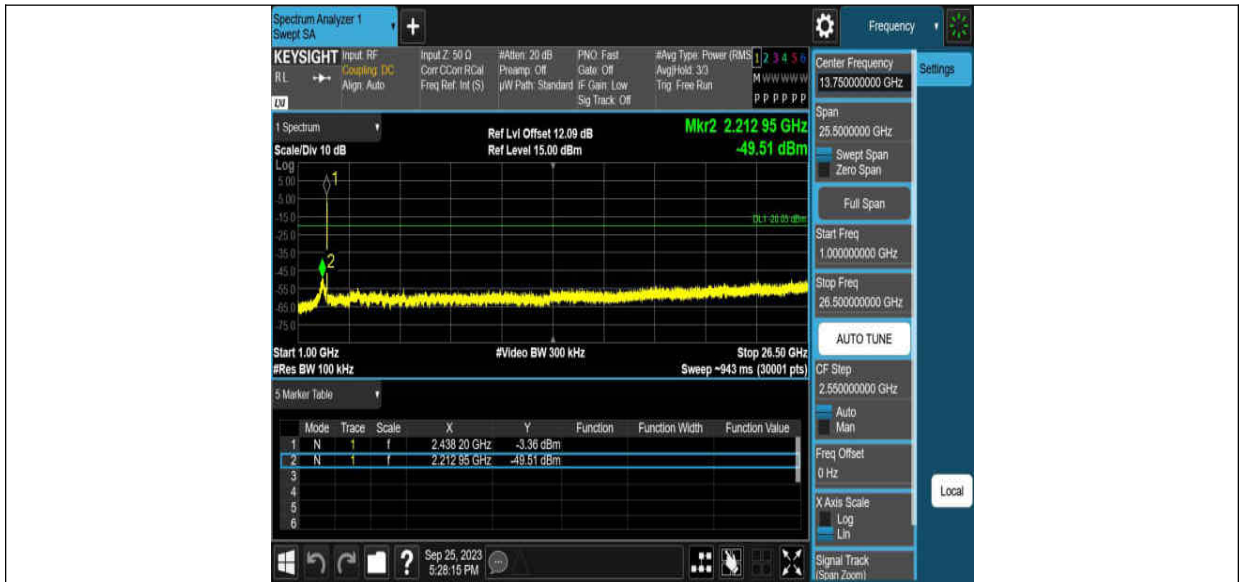 Spectrum Analyzer 1
Swept SA
+
Frequency
KEYSIGHT
RL
LXI
Input: RF
Coupling: DC
Align: Auto
Input Z: 50 Ω
Corr CCorr RCal
Freq Ref: Int (S)
#Atten: 20 dB
Preamp: Off
µW Path: Standard
PNO: Fast
Gate: Off
IF Gain: Low
Sig Track: Off
#Avg Type: Power (RMS
Avg|Hold: 3/3
Trig: Free Run
1 2 3 4 5 6
M W W W W W
P P P P P P
1 Spectrum
Scale/Div 10 dB
Ref Lvl Offset 12.09 dB
Ref Level 15.00 dBm
Mkr2 2.212 95 GHz
-49.51 dBm
Log
5.00
-5.00
-15.0
-25.0
-35.0
-45.0
-55.0
-65.0
-75.0
1
2
Start 1.00 GHz
#Res BW 100 kHz
#Video BW 300 kHz
Stop 26.50 GHz
Sweep ~943 ms (30001 pts)
5 Marker Table
Mode Trace Scale X Y Function Function Width Function Value
1 N 1 f 2.438 20 GHz -3.36 dBm
2 N 1 f 2.212 95 GHz -49.51 dBm
3
4
5
6
Sep 25, 2023
5:28:15 PM
?
Center Frequency
13.750000000 GHz
Settings
Span
25.5000000 GHz
Swept Span
Zero Span
Full Span
Start Freq
1.000000000 GHz
Stop Freq
26.500000000 GHz
AUTO TUNE
CF Step
2.550000000 GHz
Auto
Man
Freq Offset
0 Hz
X Axis Scale
Log
Lin
Signal Track
(Span Zoom)
Local